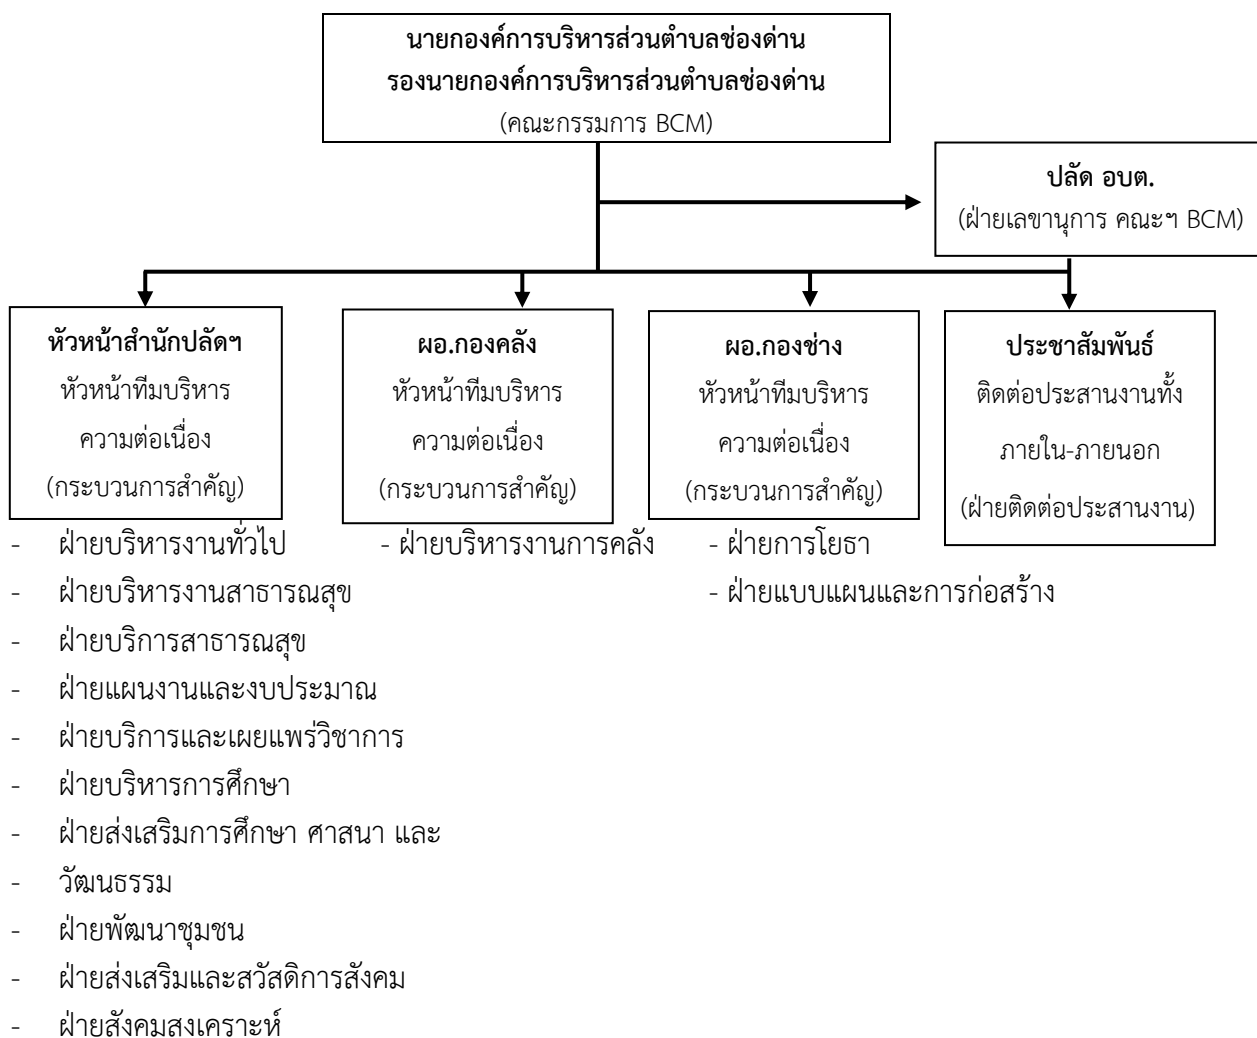 นายกองค์การบริหารส่วนตำบลช่องด่าน
รองนายกองค์การบริหารส่วนตำบลช่องด่าน
(คณะกรรมการ BCM)
ปลัด อบต.
(ฝ่ายเลขานุการ คณะฯ BCM)
หัวหน้าสำนักปลัดฯ
หัวหน้าทีมบริหาร
ความต่อเนื่อง
(กระบวนการสำคัญ)
ผอ.กองคลัง
หัวหน้าทีมบริหาร
ความต่อเนื่อง
(กระบวนการสำคัญ)
ผอ.กองช่าง
หัวหน้าทีมบริหาร
ความต่อเนื่อง
(กระบวนการสำคัญ)
ประชาสัมพันธ์
ติดต่อประสานงานทั้ง
ภายใน-ภายนอก
(ฝ่ายติดต่อประสานงาน)
- ฝ่ายบริหารงานทั่วไป
- ฝ่ายบริหารงานสาธารณสุข
- ฝ่ายบริการสาธารณสุข
- ฝ่ายแผนงานและงบประมาณ
- ฝ่ายบริการและเผยแพร่วิชาการ
- ฝ่ายบริหารการศึกษา
- ฝ่ายส่งเสริมการศึกษา ศาสนา และ
- วัฒนธรรม
- ฝ่ายพัฒนาชุมชน
- ฝ่ายส่งเสริมและสวัสดิการสังคม
- ฝ่ายสังคมสงเคราะห์
- ฝ่ายบริหารงานการคลัง
- ฝ่ายการโยธา
- ฝ่ายแบบแผนและการก่อสร้าง